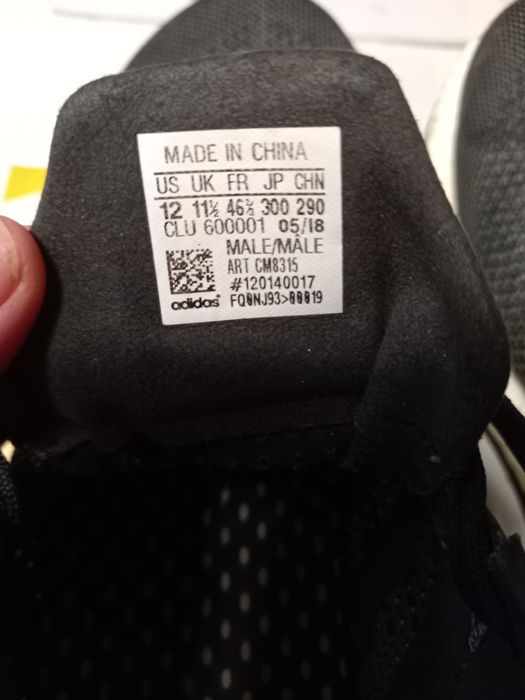 MADE IN CHINA
US UK FR JP CHN
12 11½ 46⅔ 300 290
CLU 600001 05/18
MALE/MÂLE
ART CM8315
#120140017
adidas FQ0NJ93>00019